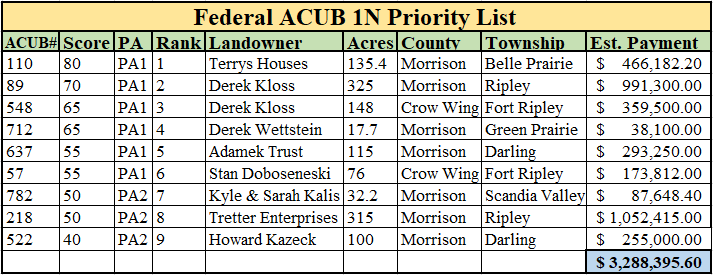 Federal ACUB 1N Priority List
ACUB# Score PA Rank Landowner Acres County Township Est. Payment
110 80 PA1 1 Terrys Houses 135.4 Morrison Belle Prairie $ 466,182.20
89 70 PA1 2 Derek Kloss 325 Morrison Ripley $ 991,300.00
548 65 PA1 3 Derek Kloss 148 Crow Wing Fort Ripley $ 359,500.00
712 65 PA1 4 Derek Wettstein 17.7 Morrison Green Prairie $ 38,100.00
637 55 PA1 5 Adamek Trust 115 Morrison Darling $ 293,250.00
57 55 PA1 6 Stan Doboseneski 76 Crow Wing Fort Ripley $ 173,812.00
782 50 PA2 7 Kyle & Sarah Kalis 32.2 Morrison Scandia Valley $ 87,648.40
218 50 PA2 8 Tretter Enterprises 315 Morrison Ripley $ 1,052,415.00
522 40 PA2 9 Howard Kazeck 100 Morrison Darling $ 255,000.00
$ 3,288,395.60